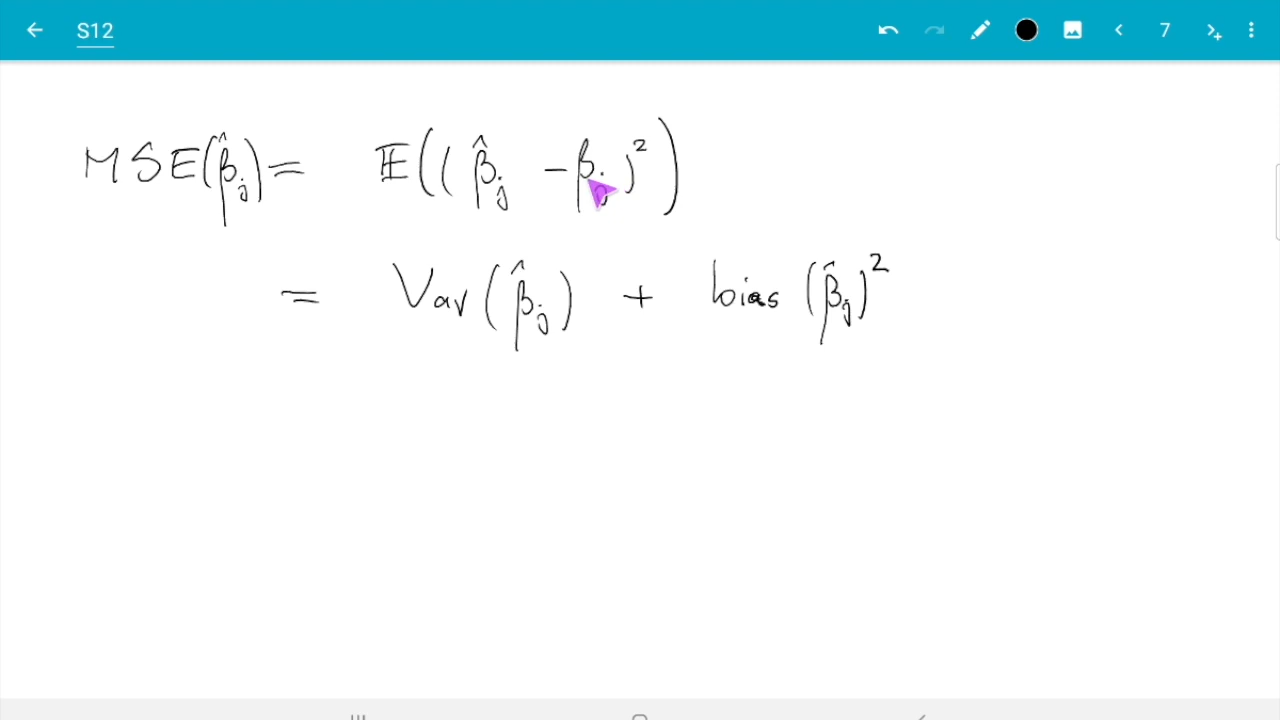 S12
7
MSE(β̂ⱼ) = 𝔼((β̂ⱼ - βⱼ)²)
= Var(β̂ⱼ) + bias(β̂ⱼ)²